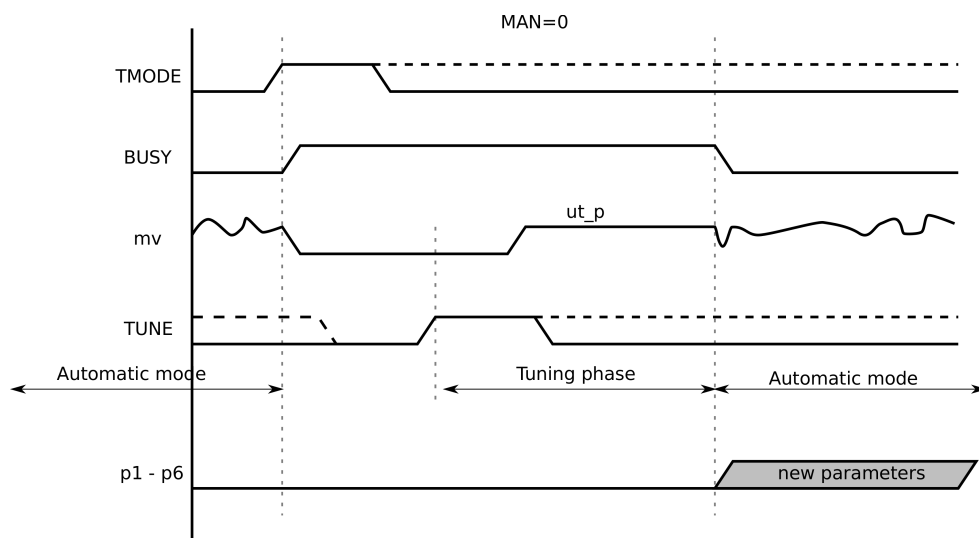 MAN=0
TMODE
BUSY
ut_p
mv
TUNE
Automatic mode
Tuning phase
Automatic mode
p1 - p6
new parameters